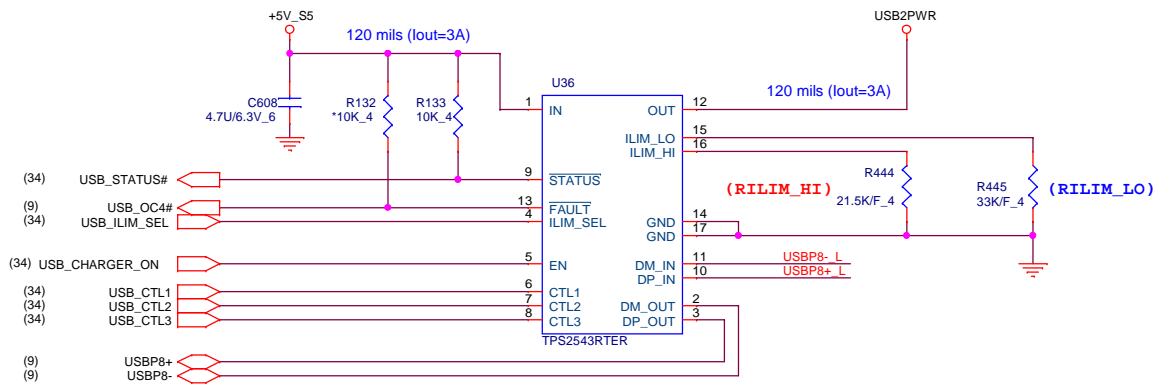 +5V_S5
USB2PWR
120 mils (Iout=3A)
U36
C608
4.7U/6.3V_6
R132
*10K_4
R133
10K_4
1
IN
OUT
12
120 mils (Iout=3A)
ILIM_LO
15
ILIM_HI
16
(34)
USB_STATUS#
9
STATUS
(RILIM_HI)
R444
21.5K/F_4
R445
33K/F_4
(RILIM_LO)
(9)
USB_OC4#
13
FAULT
(34)
USB_ILIM_SEL
4
ILIM_SEL
GND
14
GND
17
(34)
USB_CHARGER_ON
5
EN
DM_IN
11
USBP8-_L
DP_IN
10
USBP8+_L
(34)
USB_CTL1
6
CTL1
(34)
USB_CTL2
7
CTL2
DM_OUT
2
(34)
USB_CTL3
8
CTL3
DP_OUT
3
TPS2543RTER
(9)
USBP8+
(9)
USBP8-